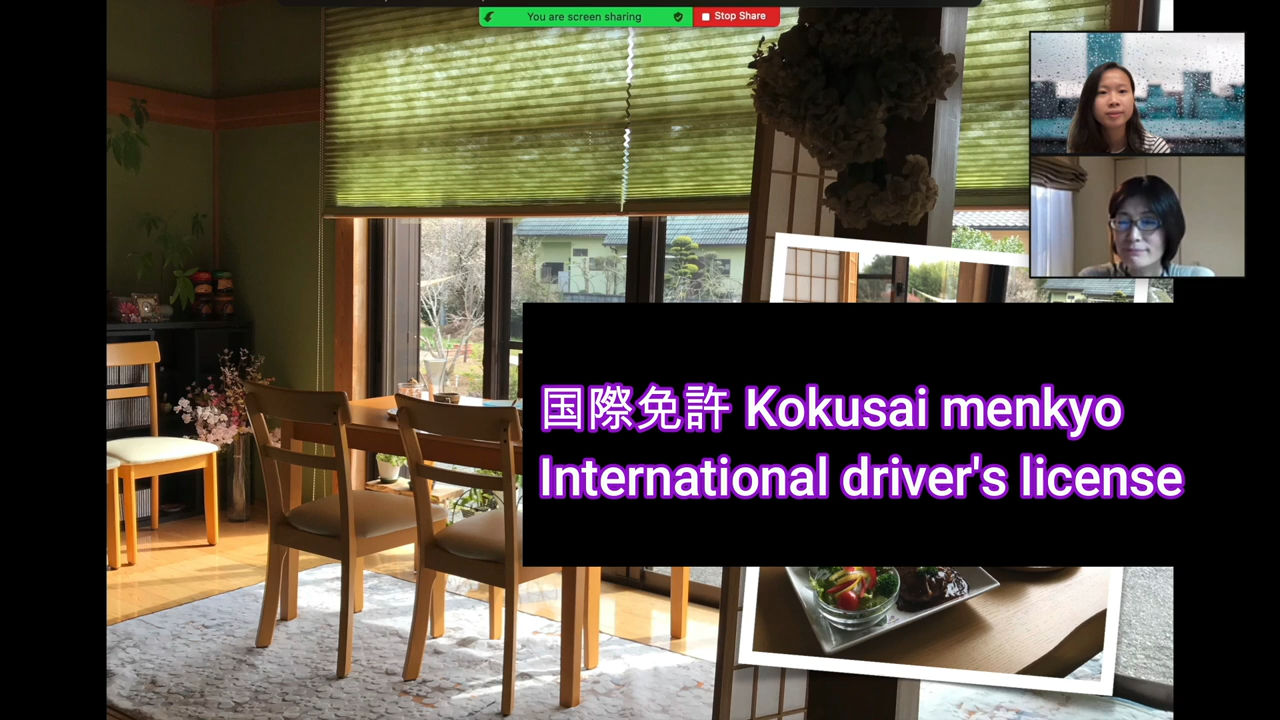 You are screen sharing
Stop Share
国際免許 Kokusai menkyo
International driver's license